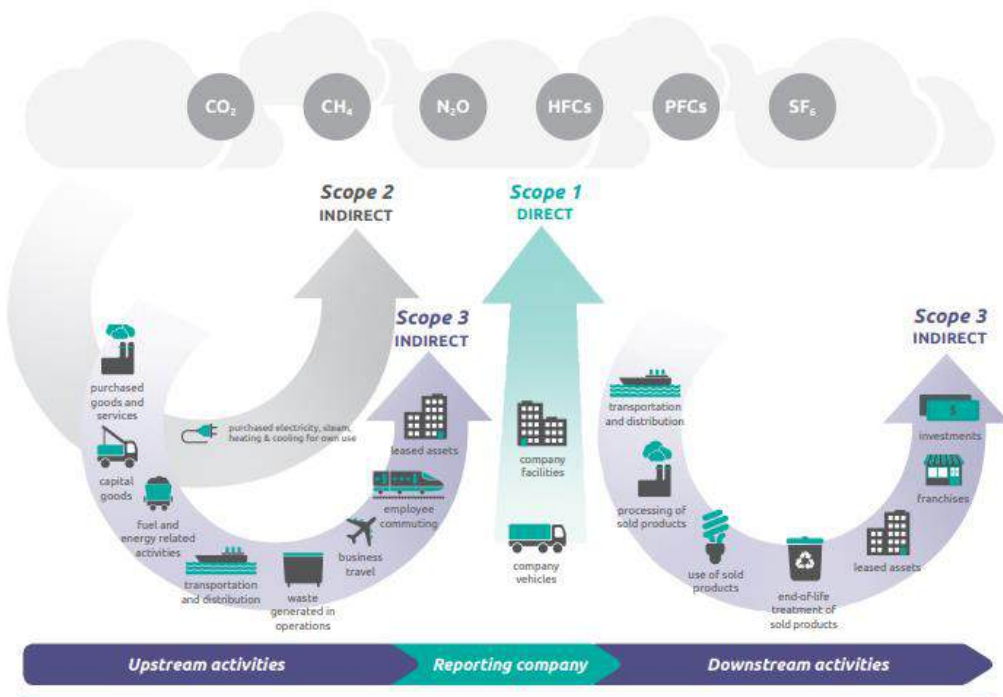 CO₂
CH₄
N₂O
HFCs
PFCs
SF₆
Scope 2
INDIRECT
Scope 1
DIRECT
Scope 3
INDIRECT
Scope 3
INDIRECT
purchased
goods and
services
capital
goods
fuel and
energy related
activities
purchased electricity, steam,
heating & cooling for own use
transportation
and distribution
waste
generated in
operations
business
travel
employee
commuting
leased assets
company
facilities
company
vehicles
transportation
and distribution
processing of
sold products
use of sold
products
end-of-life
treatment of
sold products
leased assets
franchises
$
investments
Upstream activities
Reporting company
Downstream activities